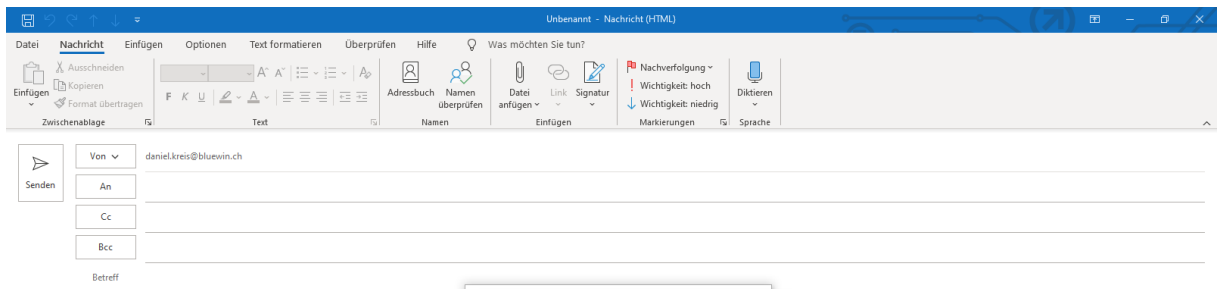 Unbenannt - Nachricht (HTML)
Datei Nachricht Einfügen Optionen Text formatieren Überprüfen Hilfe Was möchten Sie tun?
Einfügen
Ausschneiden
Kopieren
Format übertragen
Zwischenablage
F K U A
Text
Adressbuch
Namen überprüfen
Namen
Datei anfügen
Link
Signatur
Einfügen
Nachverfolgung
Wichtigkeit: hoch
Wichtigkeit: niedrig
Markierungen
Diktieren
Sprache
Senden
Von daniel.kreis@bluewin.ch
An
Cc
Bcc
Betreff